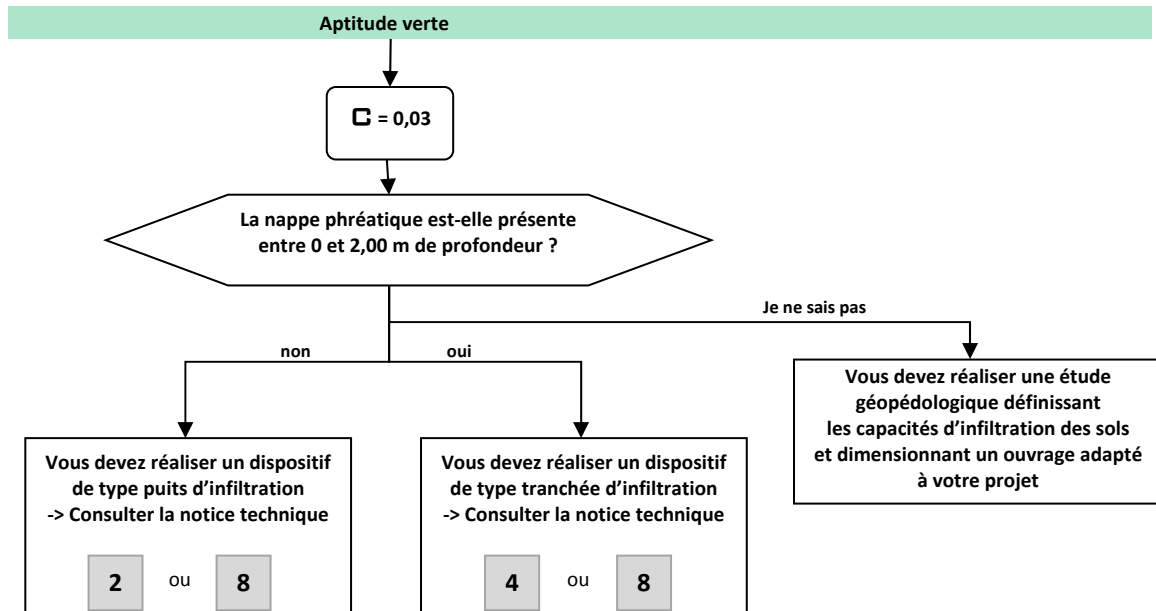 Aptitude verte
C = 0,03
La nappe phréatique est-elle présente
entre 0 et 2,00 m de profondeur ?
Je ne sais pas
non
oui
Vous devez réaliser une étude
géopédologique définissant
les capacités d’infiltration des sols
et dimensionnant un ouvrage adapté
à votre projet
Vous devez réaliser un dispositif
de type puits d’infiltration
-> Consulter la notice technique
2 ou 8
Vous devez réaliser un dispositif
de type tranchée d’infiltration
-> Consulter la notice technique
4 ou 8